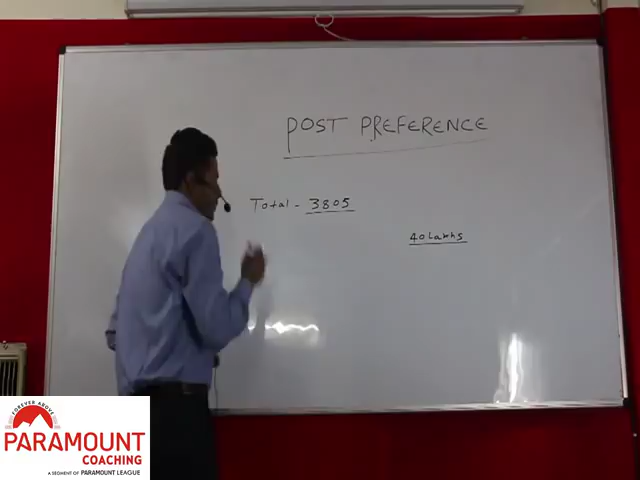 POST PREFERENCE
Total - 3805
40 Lakhs
FOREVER ABOVE
PARAMOUNT
COACHING
A SEGMENT OF PARAMOUNT LEAGUE